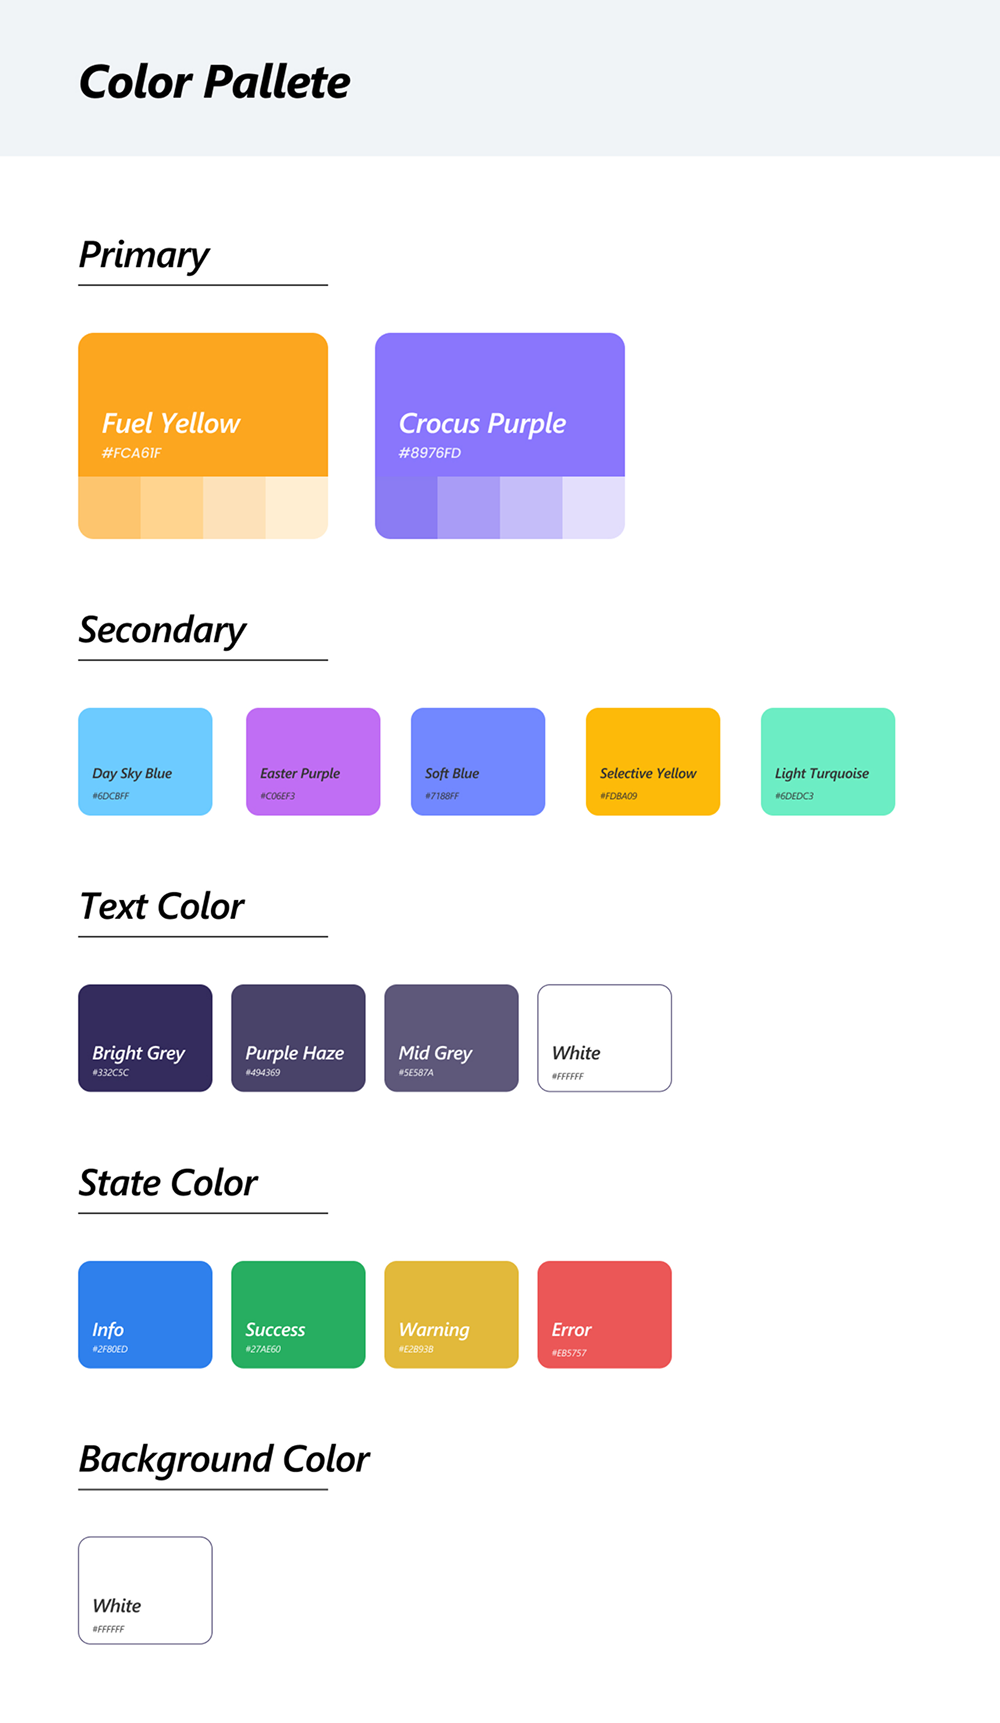 Color Pallete
Primary
Fuel Yellow
#FCA61F
Crocus Purple
#8976FD
Secondary
Day Sky Blue
#6DCBFF
Easter Purple
#C06EF3
Soft Blue
#7188FF
Selective Yellow
#FDBA09
Light Turquoise
#6DEDC3
Text Color
Bright Grey
#332C5C
Purple Haze
#494369
Mid Grey
#5E587A
White
#FFFFFF
State Color
Info
#2F80ED
Success
#27AE60
Warning
#E2B93B
Error
#EB5757
Background Color
White
#FFFFFF